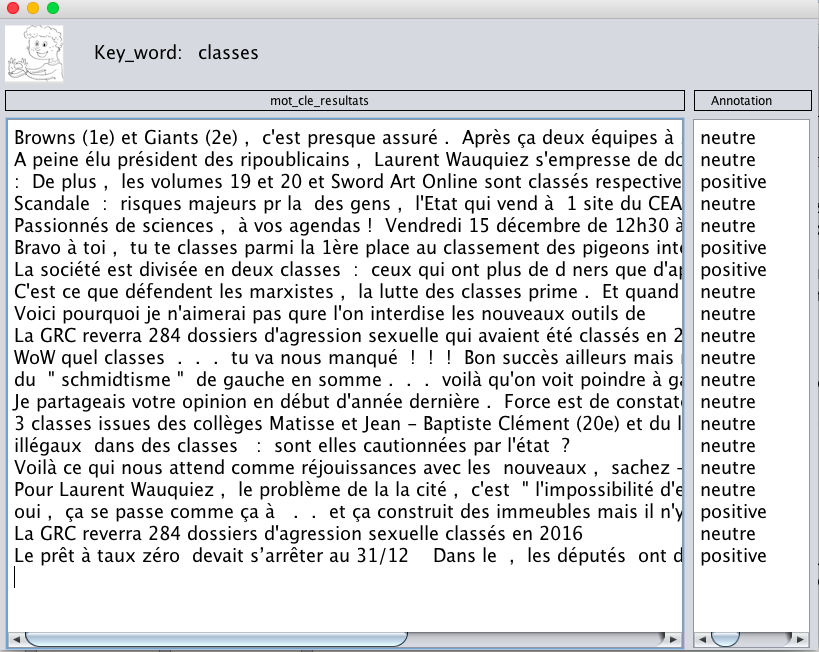 Key_word: classes
mot_cle_resultats Annotation
Browns (1e) et Giants (2e) , c'est presque assuré . Après ça deux équipes à neutre
A peine élu président des ripoublicains , Laurent Wauquiez s'empresse de do neutre
: De plus , les volumes 19 et 20 et Sword Art Online sont classés respective positive
Scandale : risques majeurs pr la des gens , l'Etat qui vend à 1 site du CEA neutre
Passionnés de sciences , à vos agendas ! Vendredi 15 décembre de 12h30 à neutre
Bravo à toi , tu te classes parmi la 1ère place au classement des pigeons inte positive
La société est divisée en deux classes : ceux qui ont plus de d ners que d'ap positive
C'est ce que défendent les marxistes , la lutte des classes prime . Et quand neutre
Voici pourquoi je n'aimerai pas qure l'on interdise les nouveaux outils de neutre
La GRC reverra 284 dossiers d'agression sexuelle qui avaient été classés en 2 neutre
WoW quel classes . . . tu va nous manqué ! ! ! Bon succès ailleurs mais neutre
du " schmidtisme " de gauche en somme . . . voilà qu'on voit poindre à ga neutre
Je partageais votre opinion en début d'année dernière . Force est de constat neutre
3 classes issues des collèges Matisse et Jean - Baptiste Clément (20e) et du l neutre
illégaux dans des classes : sont elles cautionnées par l'état ? neutre
Voilà ce qui nous attend comme réjouissances avec les nouveaux , sachez - neutre
Pour Laurent Wauquiez , le problème de la la cité , c'est " l'impossibilité d'e neutre
oui , ça se passe comme ça à . . et ça construit des immeubles mais il n'y positive
La GRC reverra 284 dossiers d'agression sexuelle classés en 2016 neutre
Le prêt à taux zéro devait s'arrêter au 31/12 Dans le , les députés ont d positive